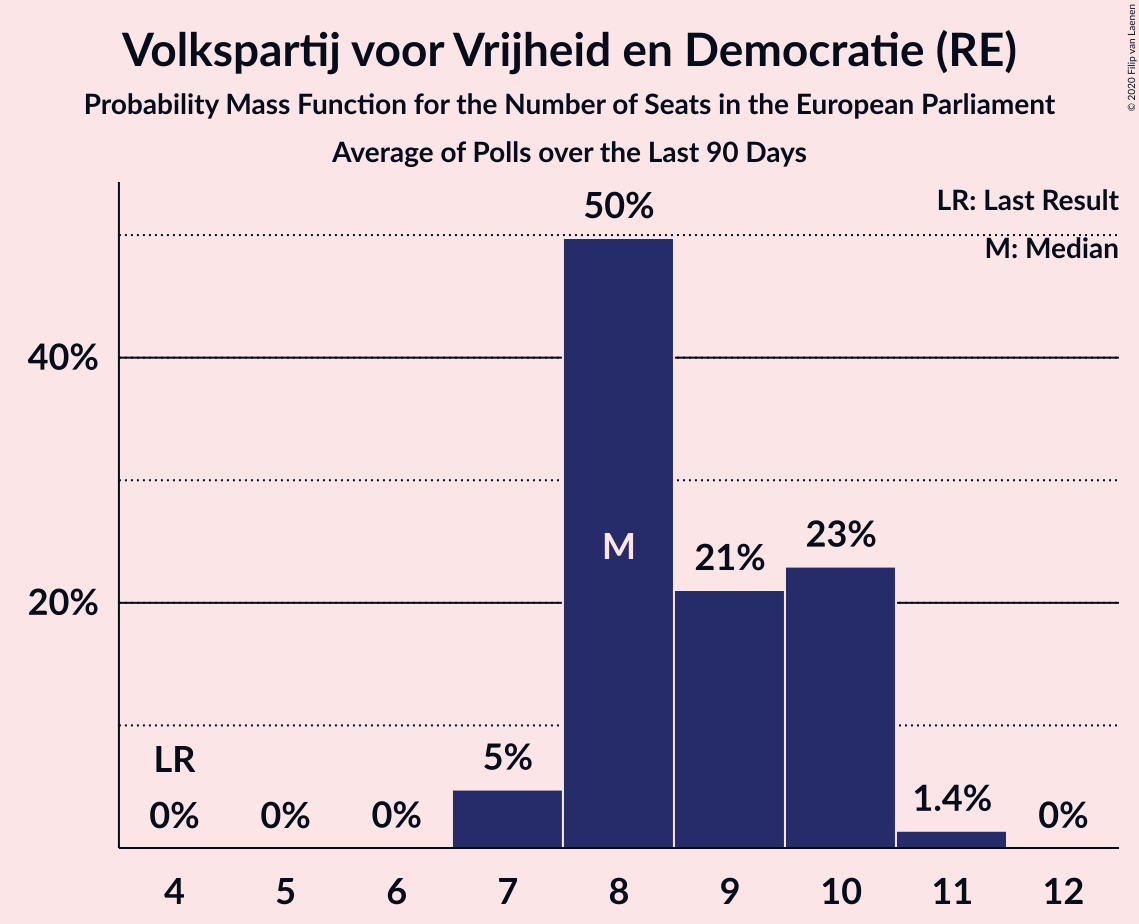 Volkspartij voor Vrijheid en Democratie (RE)
Probability Mass Function for the Number of Seats in the European Parliament
Average of Polls over the Last 90 Days
© 2020 Filip van Laenen
LR: Last Result
M: Median
50%
40%
20%
LR
0%
0%
0%
5%
M
21%
23%
1.4%
0%
4 5 6 7 8 9 10 11 12